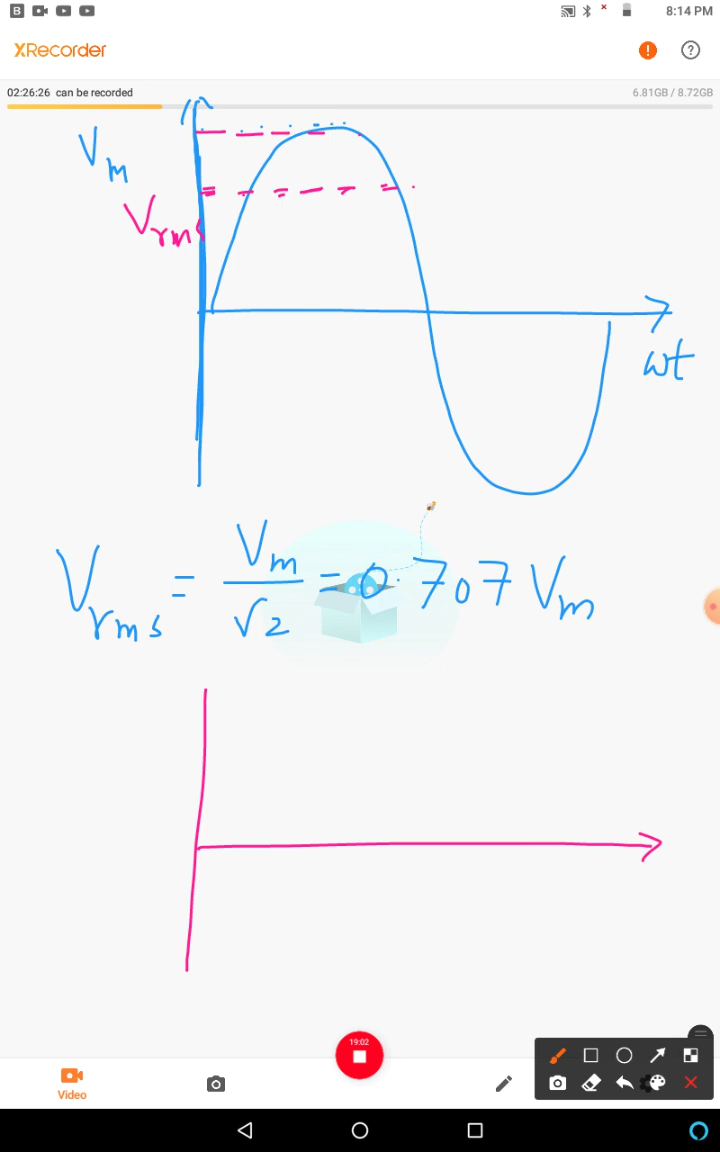 B
8:14 PM
XRecorder
! ?
02:26:26 can be recorded
6.81GB / 8.72GB
Vm
Vrms
ωt
Vrms = Vm/√2 = 0.707 Vm
19:02
Video